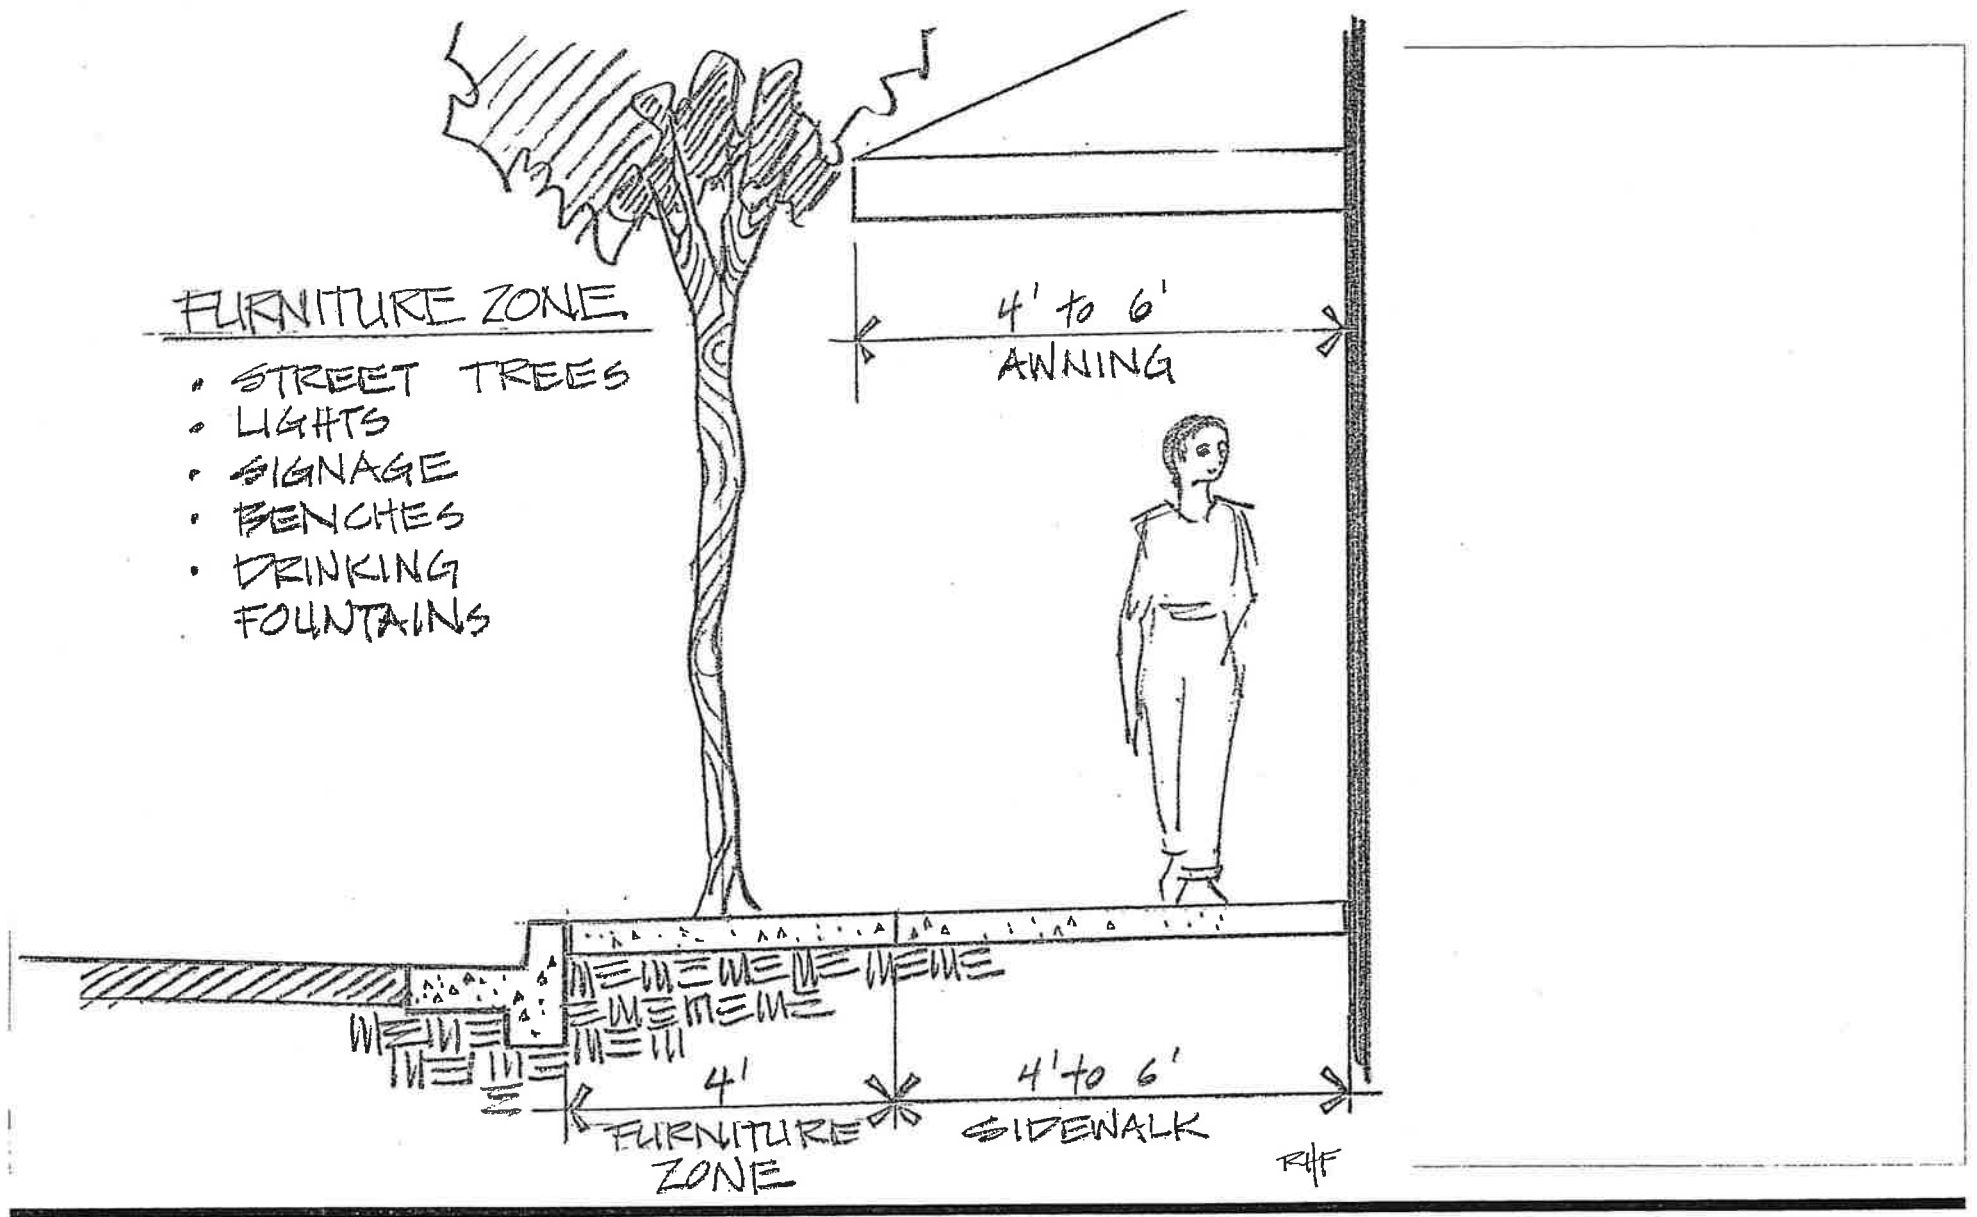 FURNITURE ZONE
• STREET TREES
• LIGHTS
• SIGNAGE
• BENCHES
• DRINKING
FOUNTAINS
4' to 6'
AWNING
4'
FURNITURE
ZONE
4' to 6'
SIDEWALK
RHF